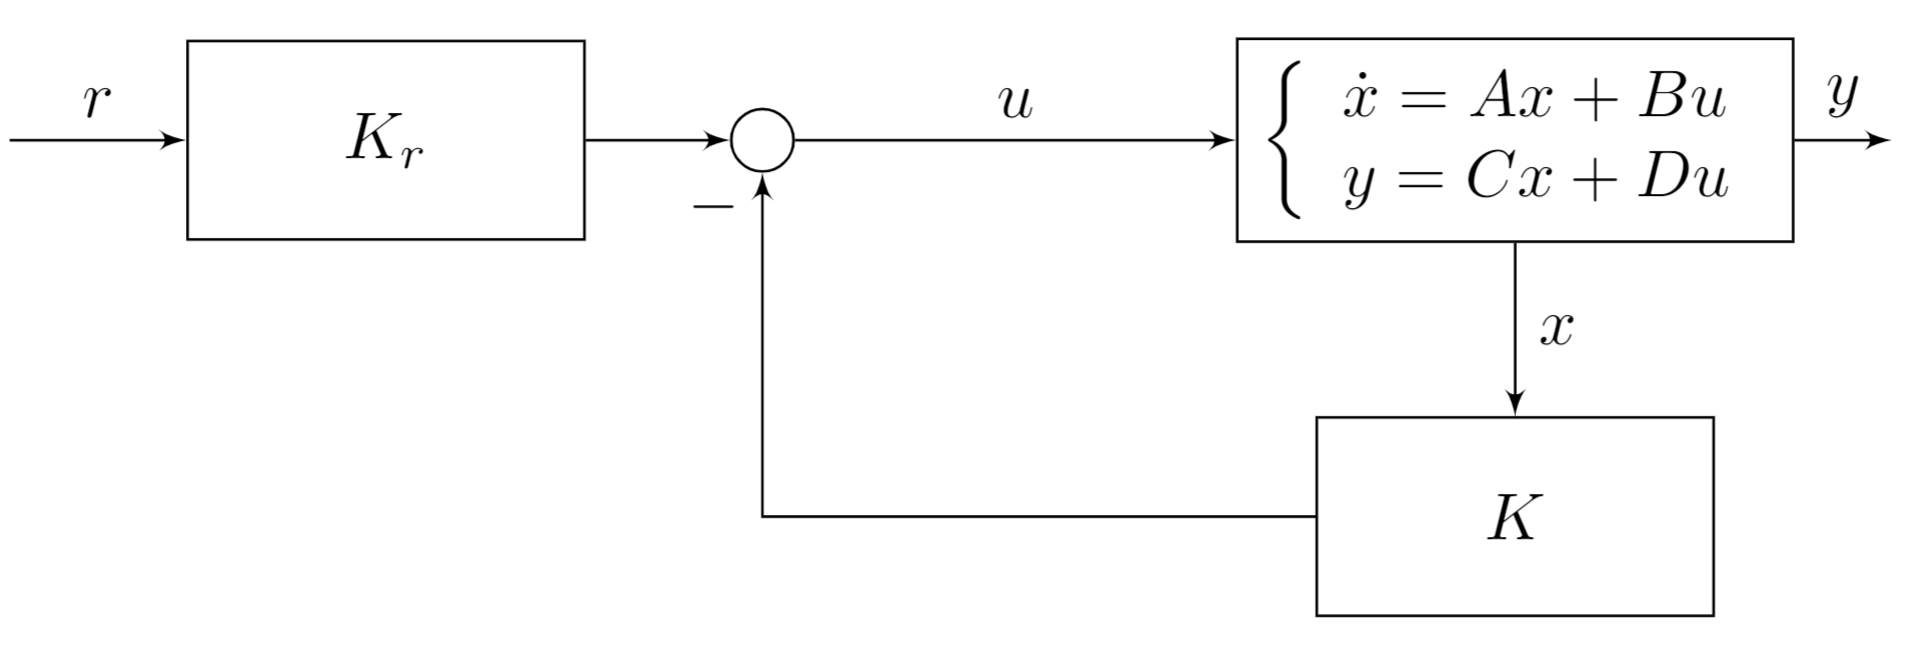 r
K_r
−
u
{ ẋ = Ax + Bu
y = Cx + Du
y
x
K